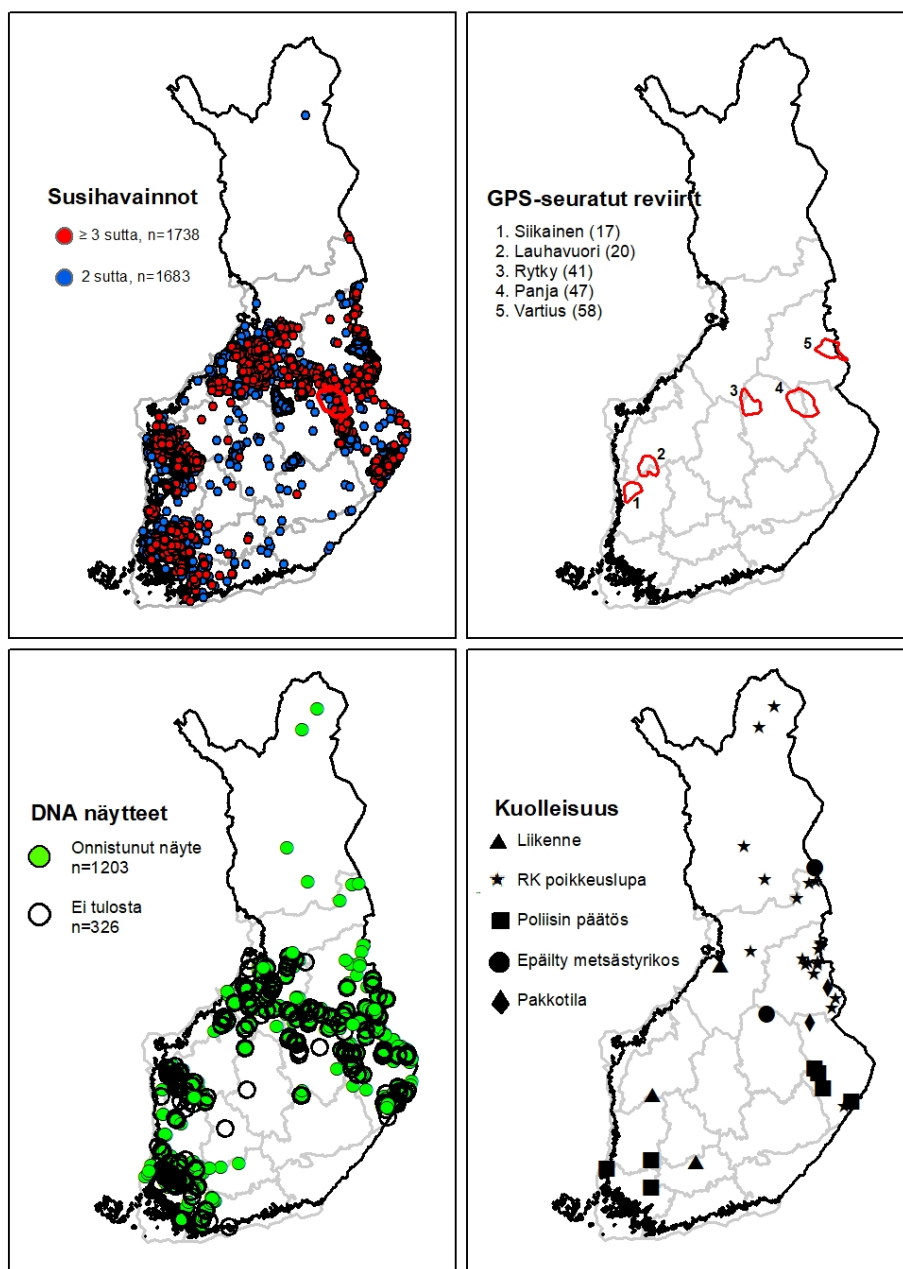 Susihavainnot
≥ 3 sutta, n=1738
2 sutta, n=1683
GPS-seuratut reviirit
1. Siikainen (17)
2. Lauhavuori (20)
3. Rytky (41)
4. Panja (47)
5. Vartius (58)
5
3
4
2
1
DNA näytteet
Onnistunut näyte
n=1203
Ei tulosta
n=326
Kuolleisuus
Liikenne
RK poikkeuslupa
Poliisin päätös
Epäilty metsästyrikos
Pakkotila